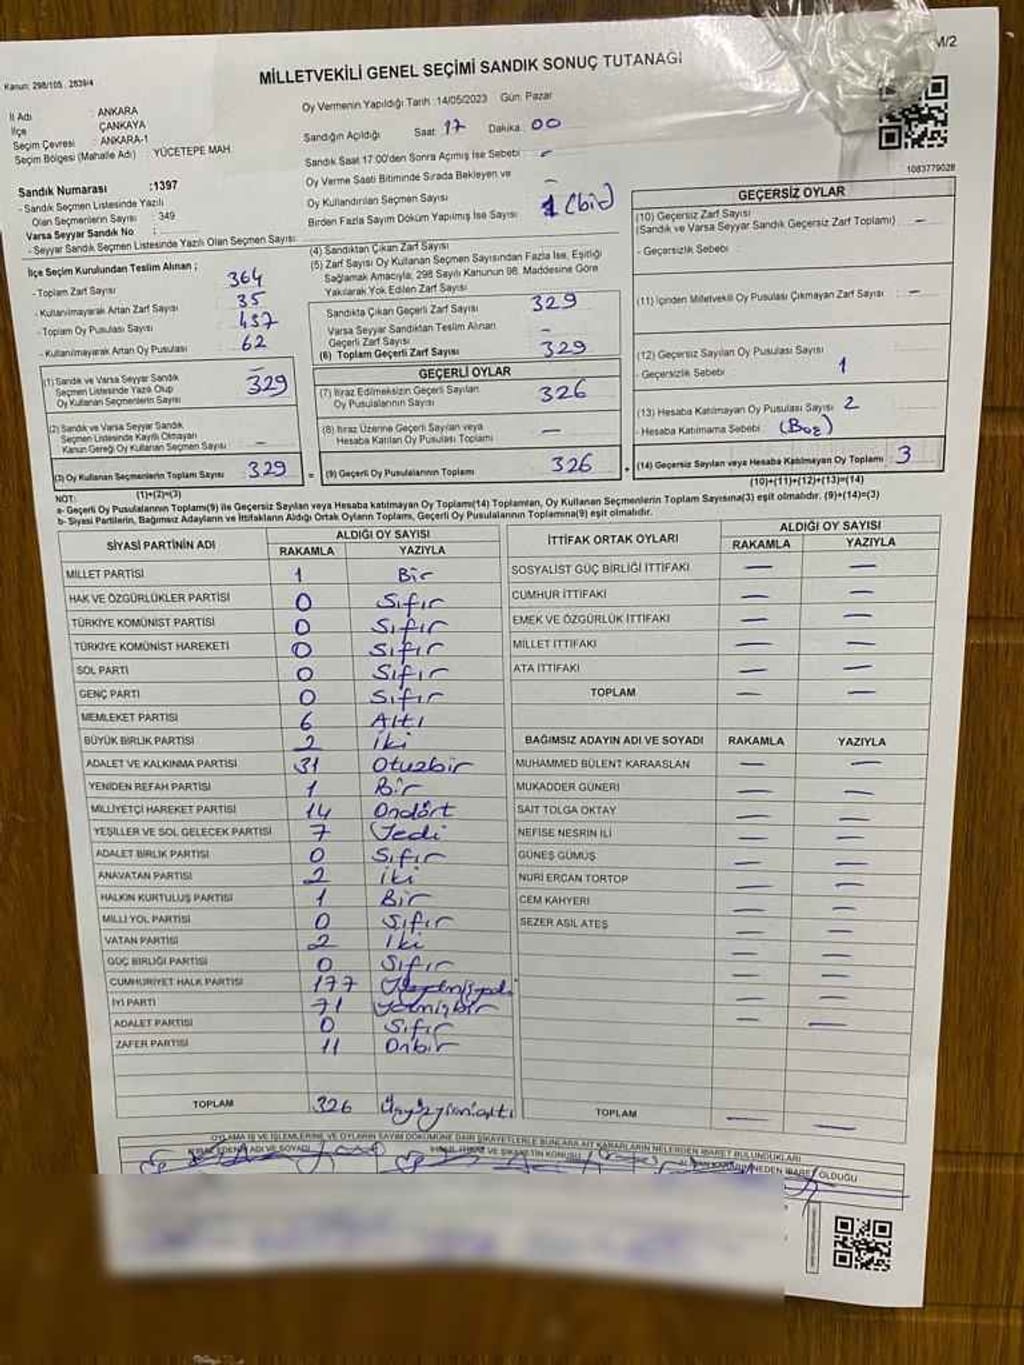 M/2
Kanun: 298/105 , 2839/4
MİLLETVEKİLİ GENEL SEÇİMİ SANDIK SONUÇ TUTANAĞI
İl Adı : ANKARA
İlçe : ÇANKAYA
Seçim Çevresi : ANKARA-1
Seçim Bölgesi (Mahalle Adı) : YÜCETEPE MAH.
Sandık Numarası :1397
- Sandık Seçmen Listesinde Yazılı
Olan Seçmenlerin Sayısı : 349
Varsa Seyyar Sandık No :
- Seyyar Sandık Seçmen Listesinde Yazılı Olan Seçmen Sayısı:
Oy Vermenin Yapıldığı Tarih :14/05/2023 Gün: Pazar
Sandığın Açıldığı Saat: 17 Dakika: 00
Sandık Saat 17:00'den Sonra Açmış İse Sebebi : -
Oy Verme Saati Bitiminde Sırada Bekleyen ve
Oy Kullandırılan Seçmen Sayısı : -
Birden Fazla Sayım Döküm Yapılmış İse Sayısı : 1 (bir)
1083779028
İlçe Seçim Kurulundan Teslim Alınan ;
- Toplam Zarf Sayısı : 364
- Kullanılmayarak Artan Zarf Sayısı : 35
- Toplam Oy Pusulası Sayısı : 437
- Kullanılmayarak Artan Oy Pusulası : 62
(1) Sandık ve Varsa Seyyar Sandık
Seçmen Listesinde Yazılı Olup
Oy Kullanan Seçmenlerin Sayısı 329
(2) Sandık ve Varsa Seyyar Sandık
Seçmen Listesinde Kayıtlı Olmayan
Kanun Gereği Oy Kullanan Seçmen Sayısı -
(3) Oy Kullanan Seçmenlerin Toplam Sayısı 329
(1)+(2)=(3)
(4) Sandıktan Çıkan Zarf Sayısı
(5) Zarf Sayısı Oy Kullanan Seçmen Sayısından Fazla İse, Eşitliği
Sağlamak Amacıyla, 298 Sayılı Kanunun 98. Maddesine Göre
Yakılarak Yok Edilen Zarf Sayısı
Sandıkta Çıkan Geçerli Zarf Sayısı 329
Varsa Seyyar Sandıktan Teslim Alınan
Geçerli Zarf Sayısı -
(6) Toplam Geçerli Zarf Sayısı 329
GEÇERLİ OYLAR
(7) İtiraz Edilmeksizin Geçerli Sayılan
Oy Pusulalarının Sayısı 326
(8) İtiraz Üzerine Geçerli Sayılan veya
Hesaba Katılan Oy Pusulası Toplamı —
= (9) Geçerli Oy Pusulalarının Toplamı 326
GEÇERSİZ OYLAR
(10) Geçersiz Zarf Sayısı
(Sandık ve Varsa Seyyar Sandık Geçersiz Zarf Toplamı) : -
- Geçersizlik Sebebi :
(11) İçinden Milletvekili Oy Pusulası Çıkmayan Zarf Sayısı : -
(12) Geçersiz Sayılan Oy Pusulası Sayısı : 1
- Geçersizlik Sebebi :
(13) Hesaba Katılmayan Oy Pusulası Sayısı : 2
- Hesaba Katılmama Sebebi : (Boş)
+ (14) Geçersiz Sayılan veya Hesaba Katılmayan Oy Toplamı : 3
(10)+(11)+(12)+(13)=(14)
NOT:
a- Geçerli Oy Pusulalarının Toplamı(9) ile Geçersiz Sayılan veya Hesaba katılmayan Oy Toplamı(14) Toplamları, Oy Kullanan Seçmenlerin Toplam Sayısına(3) eşit olmalıdır. (9)+(14)=(3)
b- Siyasi Partilerin, Bağımsız Adayların ve İttifakların Aldığı Ortak Oyların Toplamı, Geçerli Oy Pusulalarının Toplamına(9) eşit olmalıdır.
SİYASİ PARTİNİN ADI ALDIĞI OY SAYISI
RAKAMLA YAZIYLA
MİLLET PARTİSİ 1 Bir
HAK VE ÖZGÜRLÜKLER PARTİSİ 0 Sıfır
TÜRKİYE KOMÜNİST PARTİSİ 0 Sıfır
TÜRKİYE KOMÜNİST HAREKETİ 0 Sıfır
SOL PARTİ 0 Sıfır
GENÇ PARTİ 0 Sıfır
MEMLEKET PARTİSİ 6 Altı
BÜYÜK BİRLİK PARTİSİ 2 İki
ADALET VE KALKINMA PARTİSİ 31 Otuzbir
YENİDEN REFAH PARTİSİ 1 Bir
MİLLİYETÇİ HAREKET PARTİSİ 14 Ondört
YEŞİLLER VE SOL GELECEK PARTİSİ 7 Yedi
ADALET BİRLİK PARTİSİ 0 Sıfır
ANAVATAN PARTİSİ 2 İki
HALKIN KURTULUŞ PARTİSİ 1 Bir
MİLLİ YOL PARTİSİ 0 Sıfır
VATAN PARTİSİ 2 İki
GÜÇ BİRLİĞİ PARTİSİ 0 Sıfır
CUMHURİYET HALK PARTİSİ 177
İYİ PARTİ 71 Yetmişbir
ADALET PARTİSİ 0 Sıfır
ZAFER PARTİSİ 11 Onbir
TOPLAM 326 Üçyüzyirmialtı
İTTİFAK ORTAK OYLARI ALDIĞI OY SAYISI
RAKAMLA YAZIYLA
SOSYALİST GÜÇ BİRLİĞİ İTTİFAKI — —
CUMHUR İTTİFAKI — —
EMEK VE ÖZGÜRLÜK İTTİFAKI — —
MİLLET İTTİFAKI — —
ATA İTTİFAKI — —
TOPLAM — —
BAĞIMSIZ ADAYIN ADI VE SOYADI RAKAMLA YAZIYLA
MUHAMMED BÜLENT KARAASLAN — —
MUKADDER GÜNERİ — —
SAİT TOLGA OKTAY — —
NEFİSE NESRİN İLİ — —
GÜNEŞ GÜMÜŞ — —
NURİ ERCAN TORTOP — —
CEM KAHYERİ — —
SEZER ASİL ATEŞ — —
TOPLAM — —
OYLAMA İŞ VE İŞLEMLERİNE VE OYLARIN SAYIM DÖKÜMÜNE DAİR ŞİKAYETLERLE BUNLARA AİT KARARLARIN NELERDEN İBARET BULUNDUKLARI